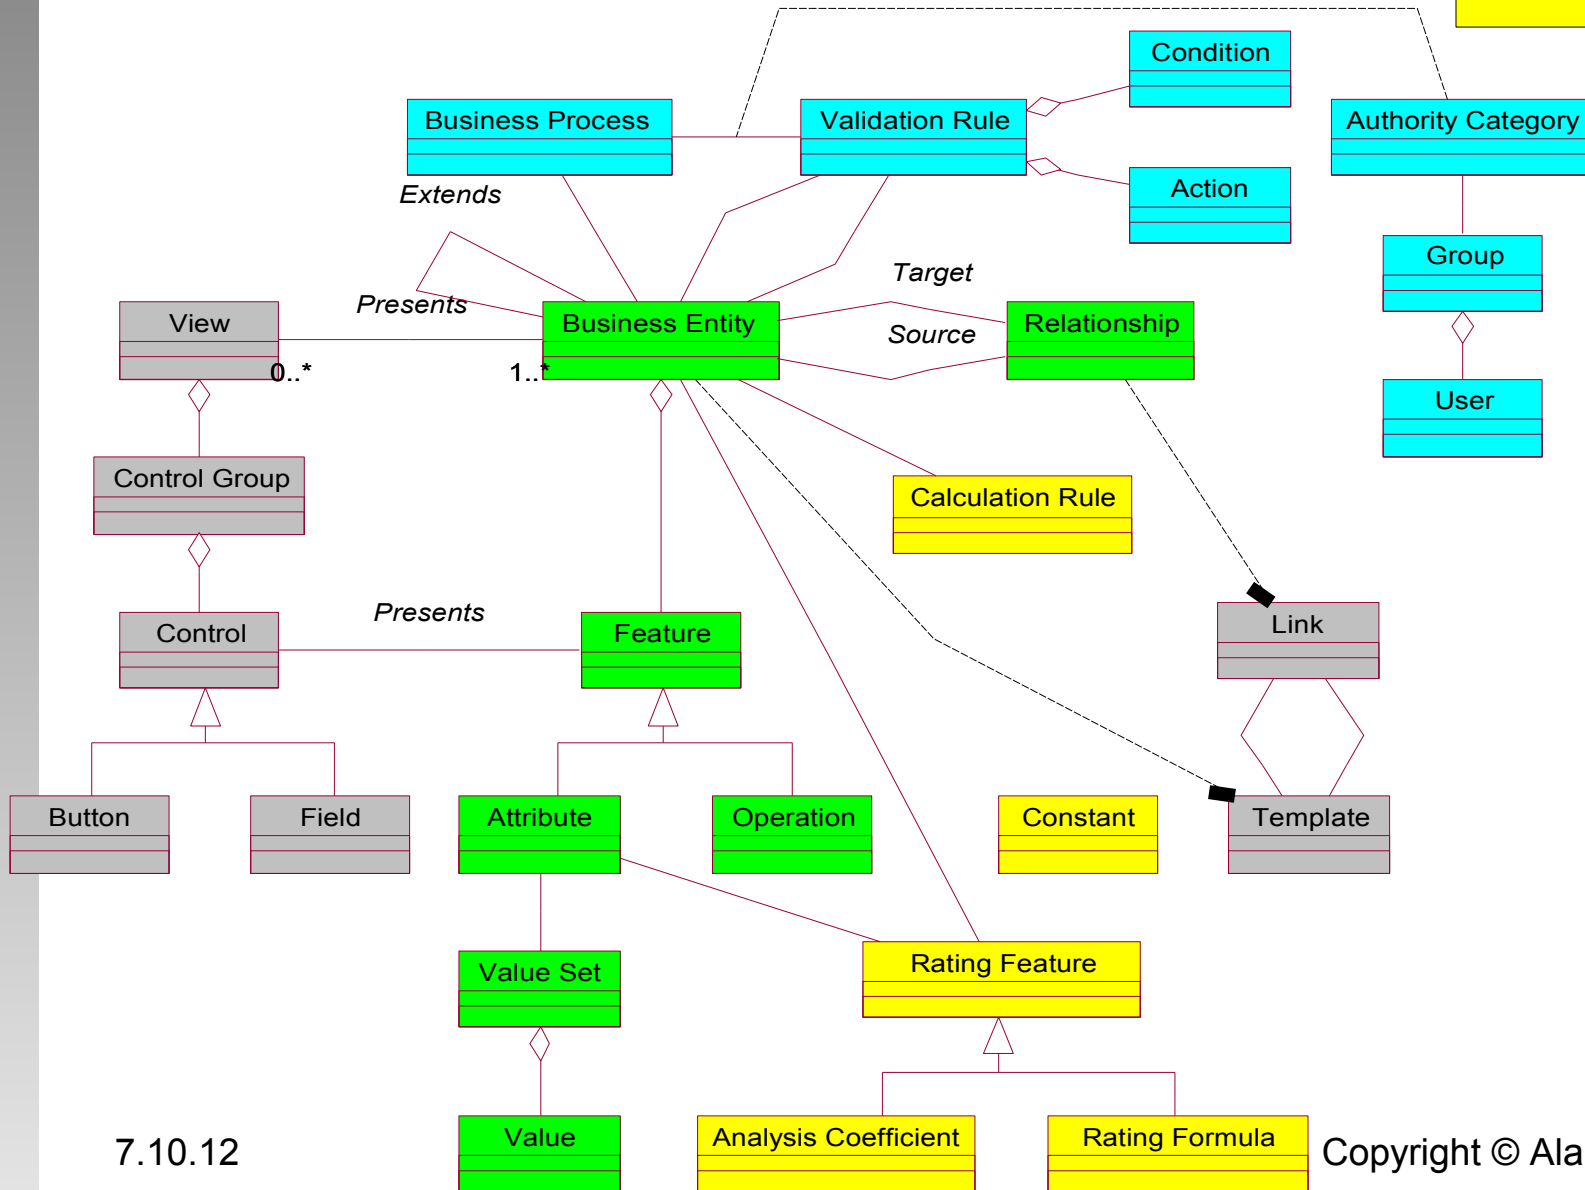 Condition
Business Process
Validation Rule
Authority Category
Extends
Action
Group
Target
Presents
View
Business Entity
Source
Relationship
0..*
1..*
User
Control Group
Calculation Rule
Presents
Control
Feature
Link
Button
Field
Attribute
Operation
Constant
Template
Value Set
Rating Feature
Value
Analysis Coefficient
Rating Formula
7.10.12
Copyright © Ala